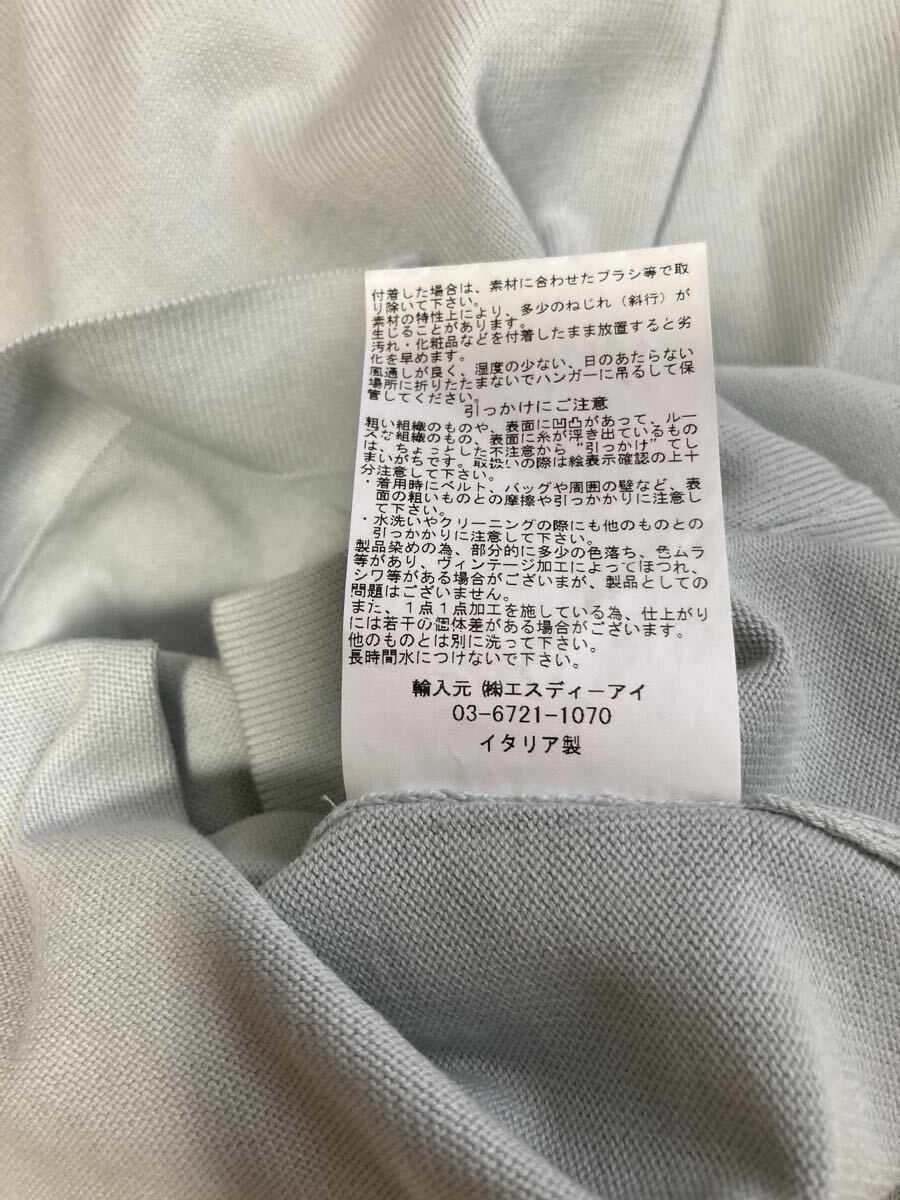 付着した場合は、素材に合わせたブラシ等で取
り除いて下さい。
素材の特性上により、多少のねじれ（斜行）が
生じることがあります。
汚れ・化粧品などを付着したまま放置すると劣
化を早めます。
風通しが良く、湿度の少ない、日のあたらない
場所に折りたたまないでハンガーに吊るして保
管してください。
引っかけにご注意
粗い組織のものや、表面に凹凸があって、ルー
ズな組織のもの、表面に糸が浮き出ているもの
は、ちょっとした不注意から“引っかけ”てし
まいがちです。取扱いの際は絵表示確認の上十
分注意して下さい。
・着用時にベルト、バッグや周囲の壁など、表
面の粗いものとの摩擦や引っかかりに注意し
て下さい。
・水洗いやクリーニングの際にも他のものとの
引っかかりに注意して下さい。
製品染めの為、部分的に多少の色落ち、色ムラ
等があり、ヴィンテージ加工によってほつれ、
シワ等がある場合がございまが、製品としての
問題はございません。
また、１点１点加工を施している為、仕上がり
には若干の個体差がある場合がございます。
他のものとは別に洗って下さい。
長時間水につけないで下さい。
輸入元 ㈱エスディーアイ
03-6721-1070
イタリア製